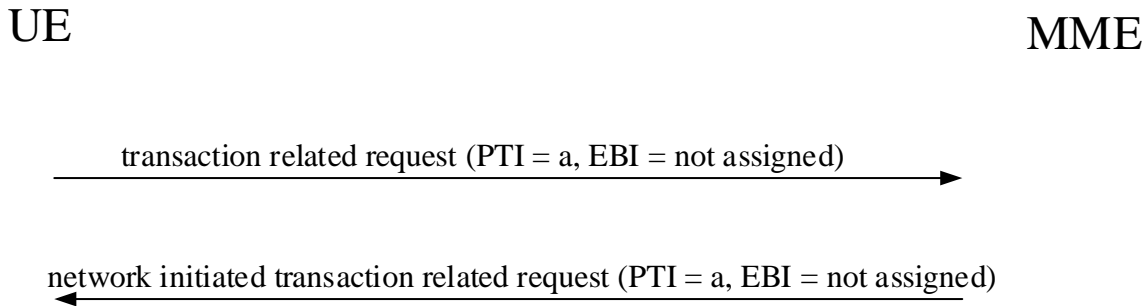 UE
MME
transaction related request (PTI = a, EBI = not assigned)
network initiated transaction related request (PTI = a, EBI = not assigned)